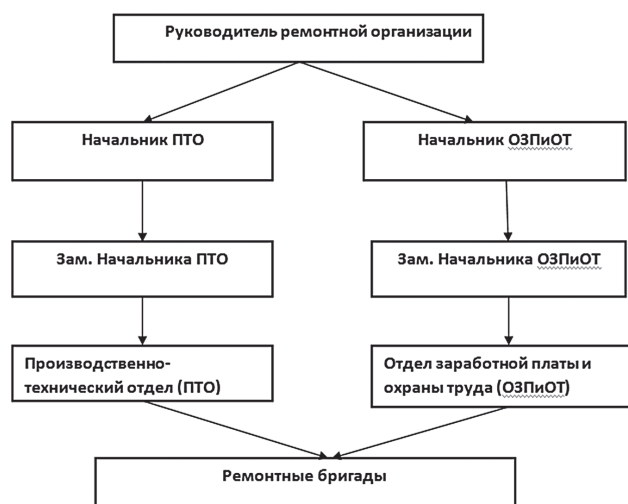 Руководитель ремонтной организации
Начальник ПТО
Начальник ОЗПиОТ
Зам. Начальника ПТО
Зам. Начальника ОЗПиОТ
Производственно-
технический отдел (ПТО)
Отдел заработной платы и
охраны труда (ОЗПиОТ)
Ремонтные бригады